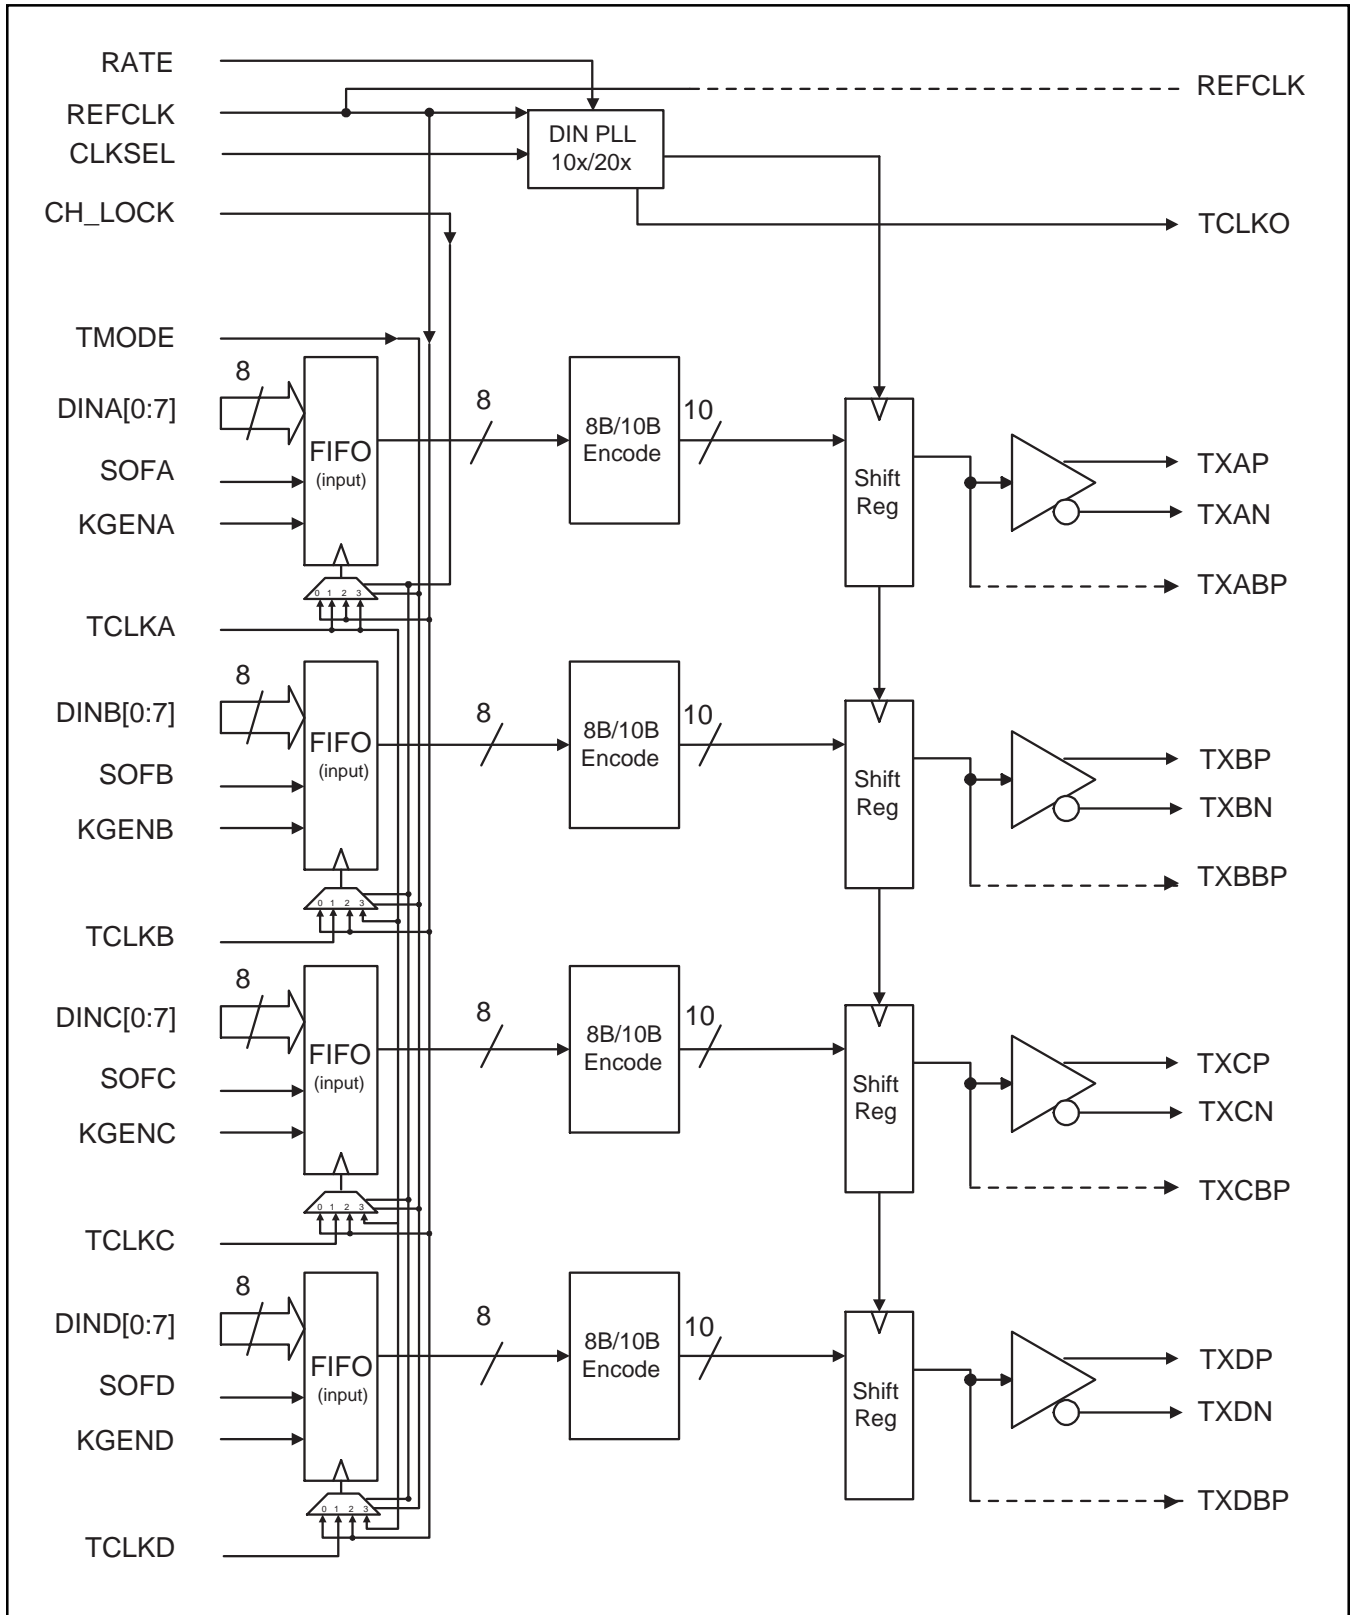 RATE
REFCLK
REFCLK
CLKSEL
DIN PLL
10x/20x
CH_LOCK
TCLKO
TMODE
8
DINA[0:7]
SOFA
KGENA
FIFO
(input)
8
8B/10B
Encode
10
Shift
Reg
TXAP
TXAN
TXABP
0 1 2 3
TCLKA
8
DINB[0:7]
SOFB
KGENB
FIFO
(input)
8
8B/10B
Encode
10
Shift
Reg
TXBP
TXBN
TXBBP
0 1 2 3
TCLKB
8
DINC[0:7]
SOFC
KGENC
FIFO
(input)
8
8B/10B
Encode
10
Shift
Reg
TXCP
TXCN
TXCBP
0 1 2 3
TCLKC
8
DIND[0:7]
SOFD
KGEND
FIFO
(input)
8
8B/10B
Encode
10
Shift
Reg
TXDP
TXDN
TXDBP
0 1 2 3
TCLKD